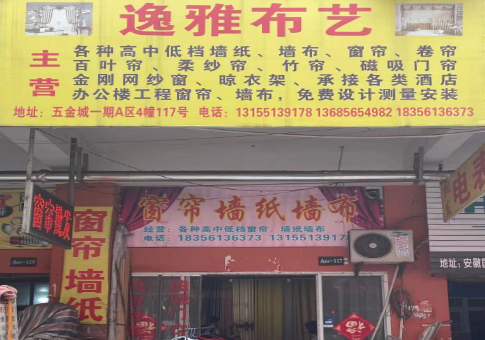 逸雅布艺
主营
各种高中低档墙纸、墙布、窗帘、卷帘
百叶帘、柔纱帘、竹帘、磁吸门帘
金刚网纱窗、晾衣架、承接各类酒店
办公楼工程窗帘、墙布，免费设计测量安装
地址：五金城一期A区4幢117号 电话：13155139178 13685654982 18356136373
窗帘墙纸墙布
经营：各种高中低档窗帘、墙纸墙布
电话：18356136373 1315513917
窗帘墙纸
地址：安徽